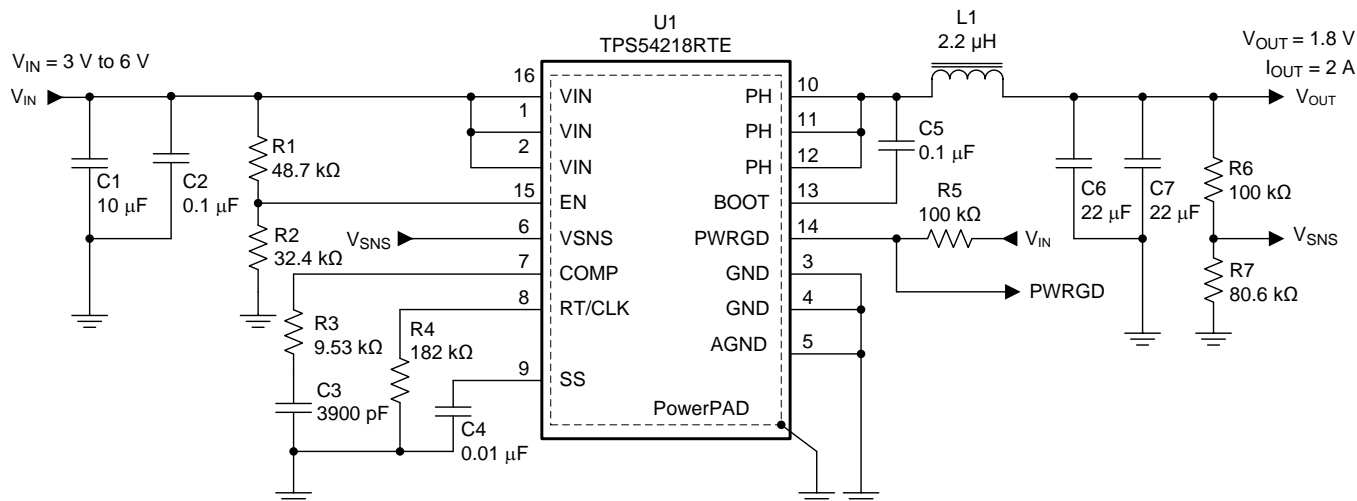 U1
TPS54218RTE
L1
2.2 μH
V_IN = 3 V to 6 V
V_IN
V_OUT = 1.8 V
I_OUT = 2 A
V_OUT
16
VIN
1
VIN
2
VIN
15
EN
6
VSNS
V_SNS
7
COMP
8
RT/CLK
9
SS
PH
10
PH
11
PH
12
BOOT
13
PWRGD
14
GND
3
GND
4
AGND
5
PowerPAD
C1
10 μF
C2
0.1 μF
R1
48.7 kΩ
R2
32.4 kΩ
R3
9.53 kΩ
C3
3900 pF
R4
182 kΩ
C4
0.01 μF
C5
0.1 μF
R5
100 kΩ
V_IN
PWRGD
C6
22 μF
C7
22 μF
R6
100 kΩ
V_SNS
R7
80.6 kΩ